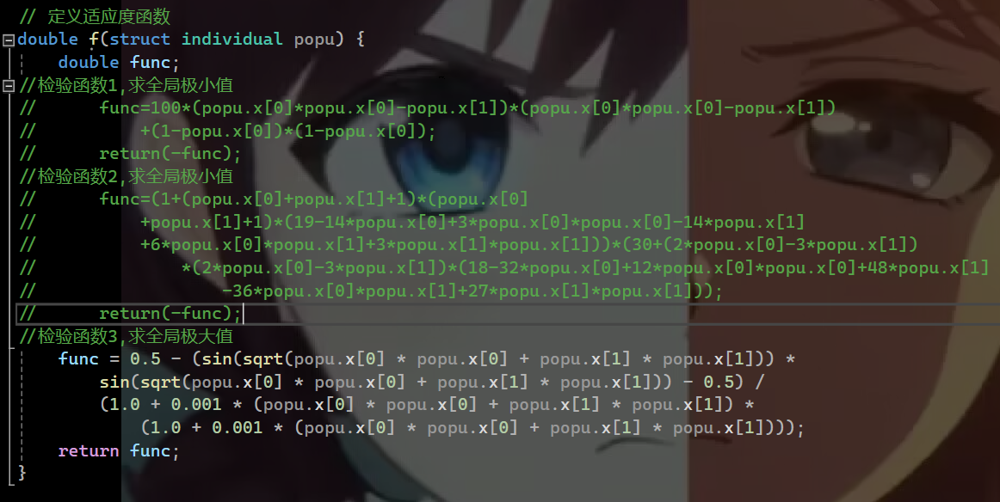 // 定义适应度函数
double f(struct individual popu) {
double func;
//检验函数1,求全局极小值
// func=100*(popu.x[0]*popu.x[0]-popu.x[1])*(popu.x[0]*popu.x[0]-popu.x[1])
// +(1-popu.x[0])*(1-popu.x[0]);
// return(-func);
//检验函数2,求全局极小值
// func=(1+(popu.x[0]+popu.x[1]+1)*(popu.x[0]
// +popu.x[1]+1)*(19-14*popu.x[0]+3*popu.x[0]*popu.x[0]-14*popu.x[1]
// +6*popu.x[0]*popu.x[1]+3*popu.x[1]*popu.x[1]))*(30+(2*popu.x[0]-3*popu.x[1])
// *(2*popu.x[0]-3*popu.x[1])*(18-32*popu.x[0]+12*popu.x[0]*popu.x[0]+48*popu.x[1]
// -36*popu.x[0]*popu.x[1]+27*popu.x[1]*popu.x[1]));
// return(-func);
//检验函数3,求全局极大值
func = 0.5 - (sin(sqrt(popu.x[0] * popu.x[0] + popu.x[1] * popu.x[1])) *
sin(sqrt(popu.x[0] * popu.x[0] + popu.x[1] * popu.x[1])) - 0.5) /
(1.0 + 0.001 * (popu.x[0] * popu.x[0] + popu.x[1] * popu.x[1]) *
(1.0 + 0.001 * (popu.x[0] * popu.x[0] + popu.x[1] * popu.x[1])));
return func;
}